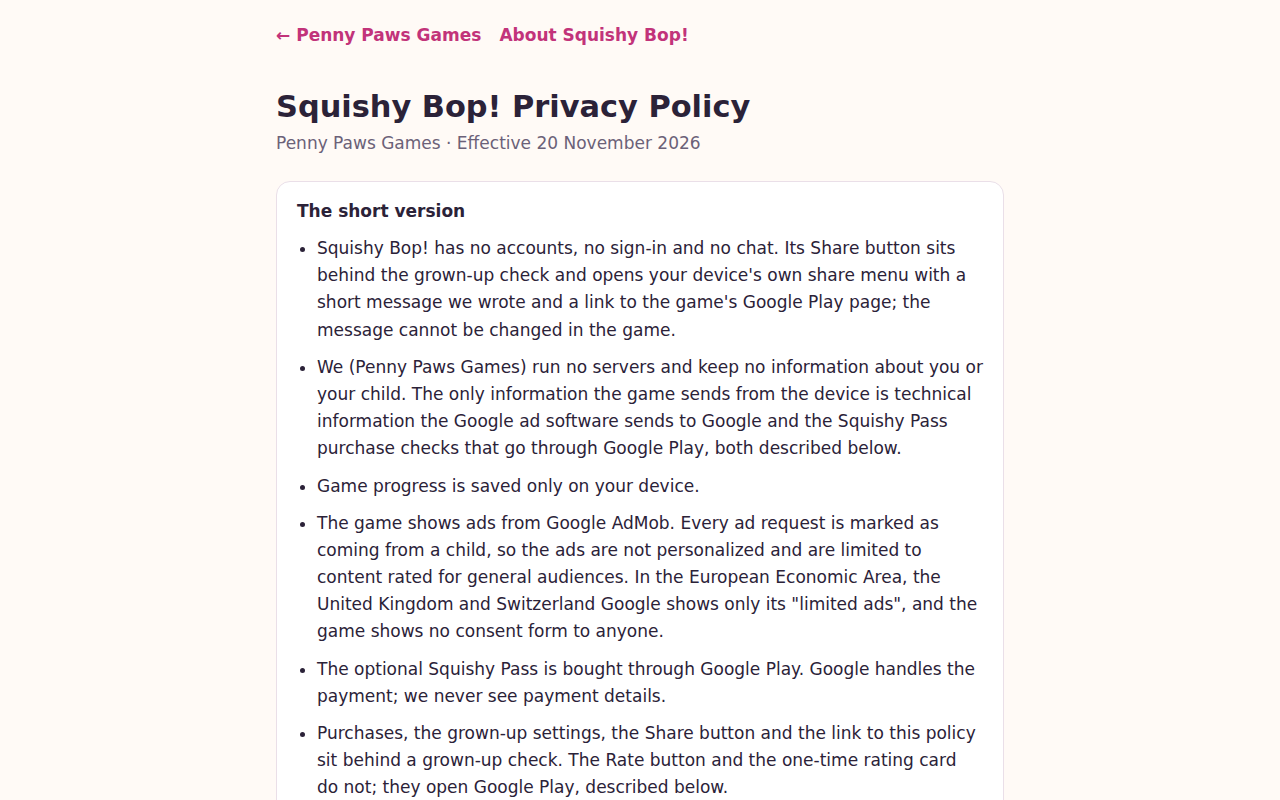 ← Penny Paws Games About Squishy Bop!
Squishy Bop! Privacy Policy
Penny Paws Games · Effective 20 November 2026
The short version
• Squishy Bop! has no accounts, no sign-in and no chat. Its Share button sits
behind the grown-up check and opens your device's own share menu with a
short message we wrote and a link to the game's Google Play page; the
message cannot be changed in the game.
• We (Penny Paws Games) run no servers and keep no information about you or
your child. The only information the game sends from the device is technical
information the Google ad software sends to Google and the Squishy Pass
purchase checks that go through Google Play, both described below.
• Game progress is saved only on your device.
• The game shows ads from Google AdMob. Every ad request is marked as
coming from a child, so the ads are not personalized and are limited to
content rated for general audiences. In the European Economic Area, the
United Kingdom and Switzerland Google shows only its "limited ads", and the
game shows no consent form to anyone.
• The optional Squishy Pass is bought through Google Play. Google handles the
payment; we never see payment details.
• Purchases, the grown-up settings, the Share button and the link to this policy
sit behind a grown-up check. The Rate button and the one-time rating card
do not; they open Google Play, described below.